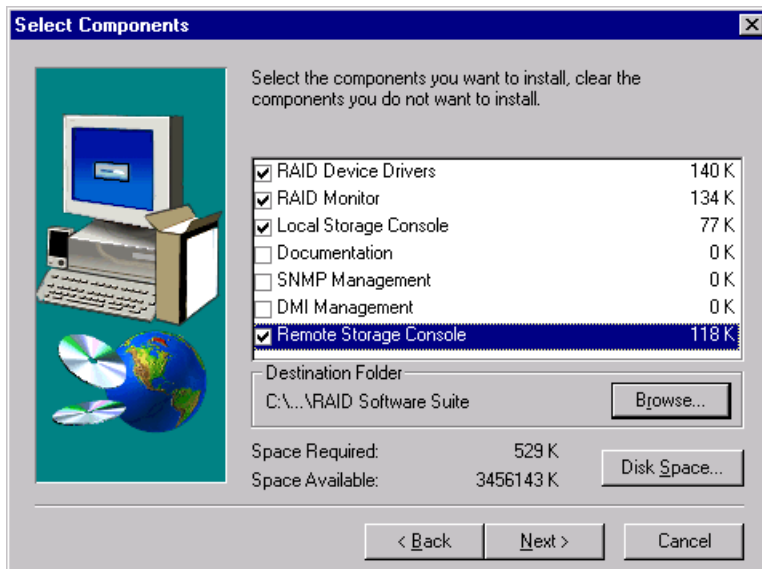 Select Components
Select the components you want to install, clear the
components you do not want to install.
RAID Device Drivers 140 K
RAID Monitor 134 K
Local Storage Console 77 K
Documentation 0 K
SNMP Management 0 K
DMI Management 0 K
Remote Storage Console 118 K
Destination Folder
C:\...\RAID Software Suite Browse...
Space Required: 529 K
Space Available: 3456143 K
Disk Space...
< Back Next > Cancel